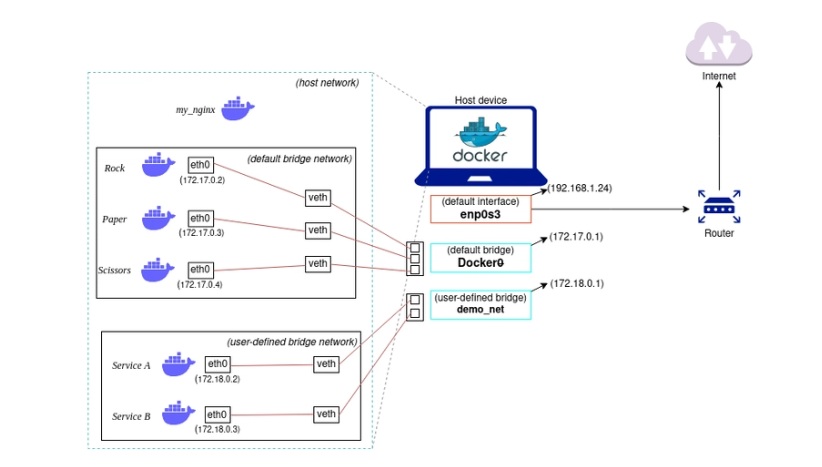 Internet
(host network)
my_nginx
Host device
docker
(default bridge network)
Rock
eth0
(172.17.0.2)
veth
Paper
eth0
(172.17.0.3)
veth
Scissors
eth0
(172.17.0.4)
veth
(default interface)
enp0s3
(192.168.1.24)
Router
(default bridge)
Docker0
(172.17.0.1)
(user-defined bridge)
demo_net
(172.18.0.1)
(user-defined bridge network)
Service A
eth0
(172.18.0.2)
veth
Service B
eth0
(172.18.0.3)
veth